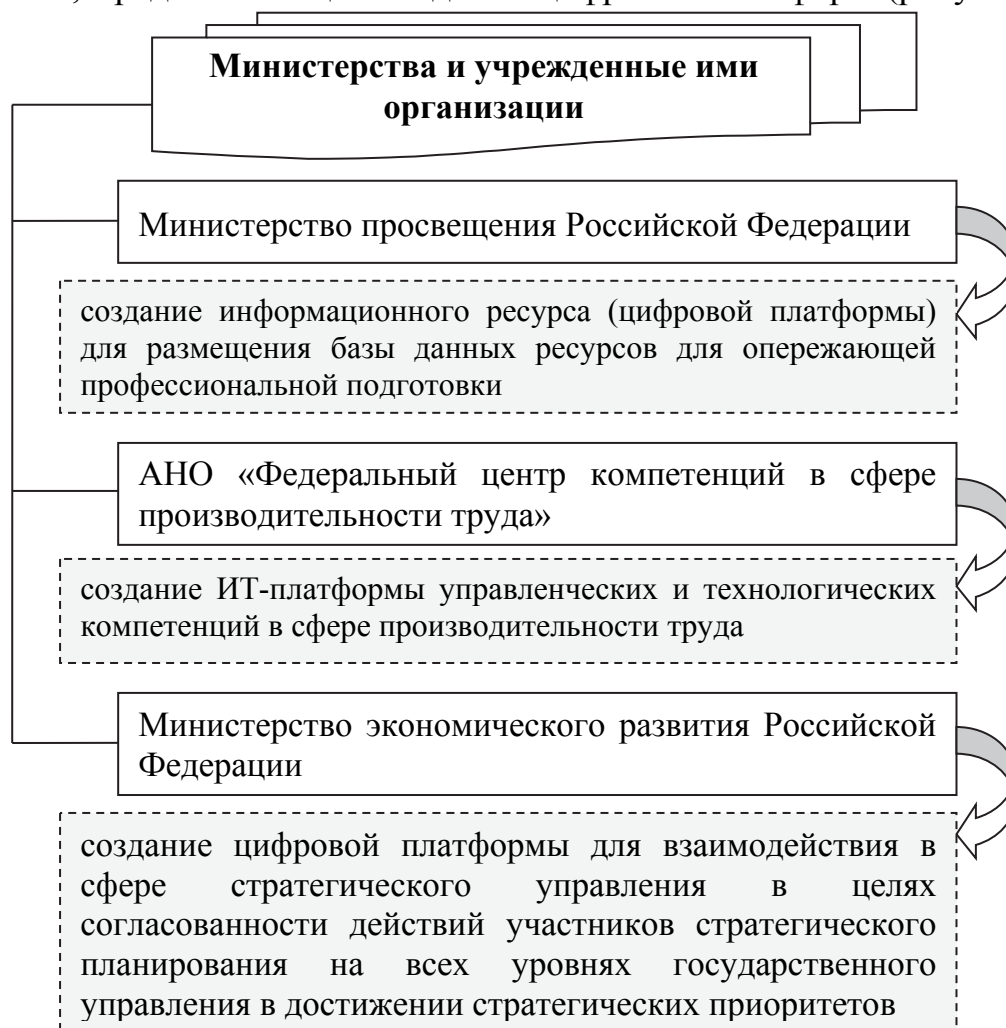 Министерства и учрежденные ими
организации
Министерство просвещения Российской Федерации
создание информационного ресурса (цифровой платформы)
для размещения базы данных ресурсов для опережающей
профессиональной подготовки
АНО «Федеральный центр компетенций в сфере
производительности труда»
создание ИТ-платформы управленческих и технологических
компетенций в сфере производительности труда
Министерство экономического развития Российской
Федерации
создание цифровой платформы для взаимодействия в
сфере стратегического управления в целях
согласованности действий участников стратегического
планирования на всех уровнях государственного
управления в достижении стратегических приоритетов